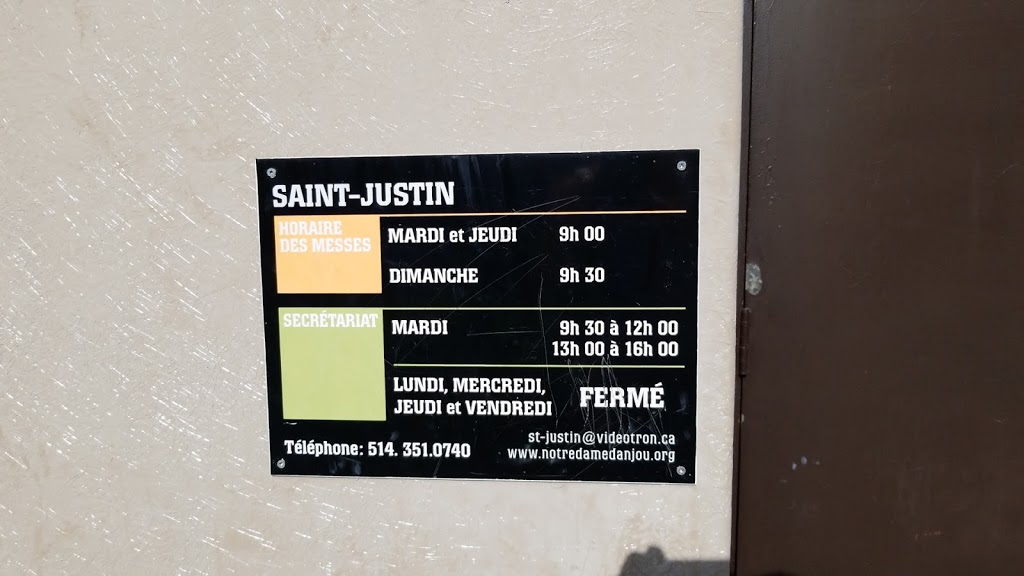 SAINT-JUSTIN
HORAIRE
DES MESSES
MARDI et JEUDI 9h 00
DIMANCHE 9h 30
SECRÉTARIAT
MARDI 9h 30 à 12h 00
13h 00 à 16h 00
LUNDI, MERCREDI,
JEUDI et VENDREDI FERMÉ
Téléphone: 514. 351.0740
st-justin@videotron.ca
www.notredamedanjou.org